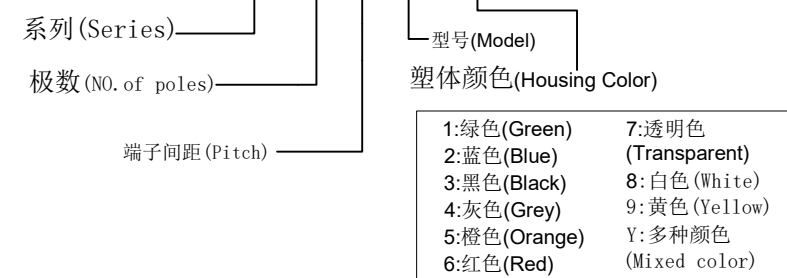 系列(Series)
型号(Model)
极数(NO.of poles)
塑体颜色(Housing Color)
端子间距(Pitch)
1:绿色(Green)
2:蓝色(Blue)
3:黑色(Black)
4:灰色(Grey)
5:橙色(Orange)
6:红色(Red)
7:透明色
(Transparent)
8:白色(White)
9:黄色(Yellow)
Y:多种颜色
(Mixed color)